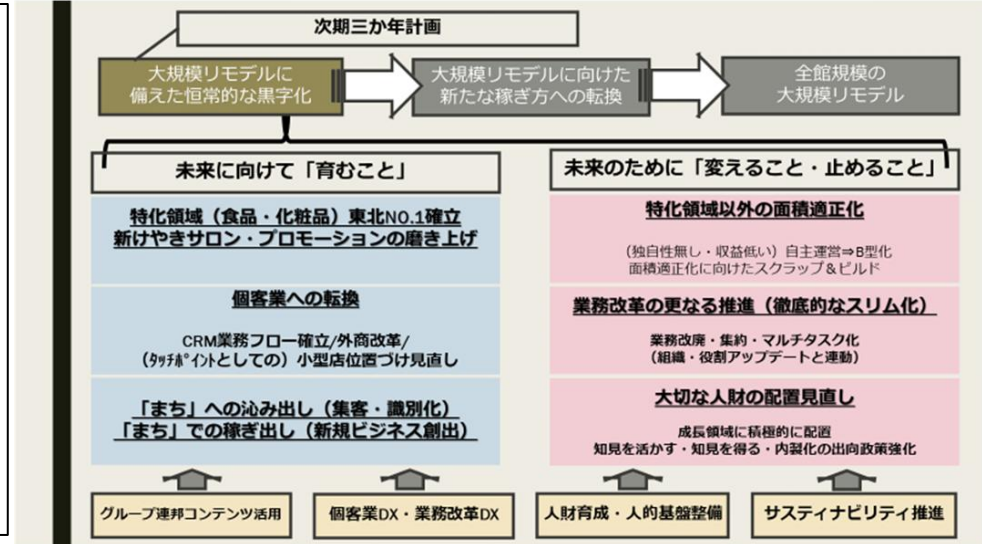 次期三か年計画
大規模リモデルに
備えた恒常的な黒字化
大規模リモデルに向けた
新たな稼ぎ方への転換
全館規模の
大規模リモデル
未来に向けて「育むこと」
特化領域（食品・化粧品）東北NO.1確立
新けやきサロン・プロモーションの磨き上げ
個客業への転換
CRM業務フロー確立/外商改革/
（ﾀｯﾁﾎﾟｲﾝﾄとしての）小型店位置づけ見直し
「まち」への沁み出し（集客・識別化）
「まち」での稼ぎ出し（新規ビジネス創出）
未来のために「変えること・止めること」
特化領域以外の面積適正化
（独自性無し・収益低い）自主運営⇒B型化
面積適正化に向けたスクラップ＆ビルド
業務改革の更なる推進（徹底的なスリム化）
業務改廃・集約・マルチタスク化
（組織・役割アップデートと連動）
大切な人財の配置見直し
成長領域に積極的に配置
知見を活かす・知見を得る・内製化の出向政策強化
グループ連邦コンテンツ活用
個客業DX・業務改革DX
人財育成・人的基盤整備
サスティナビリティ推進